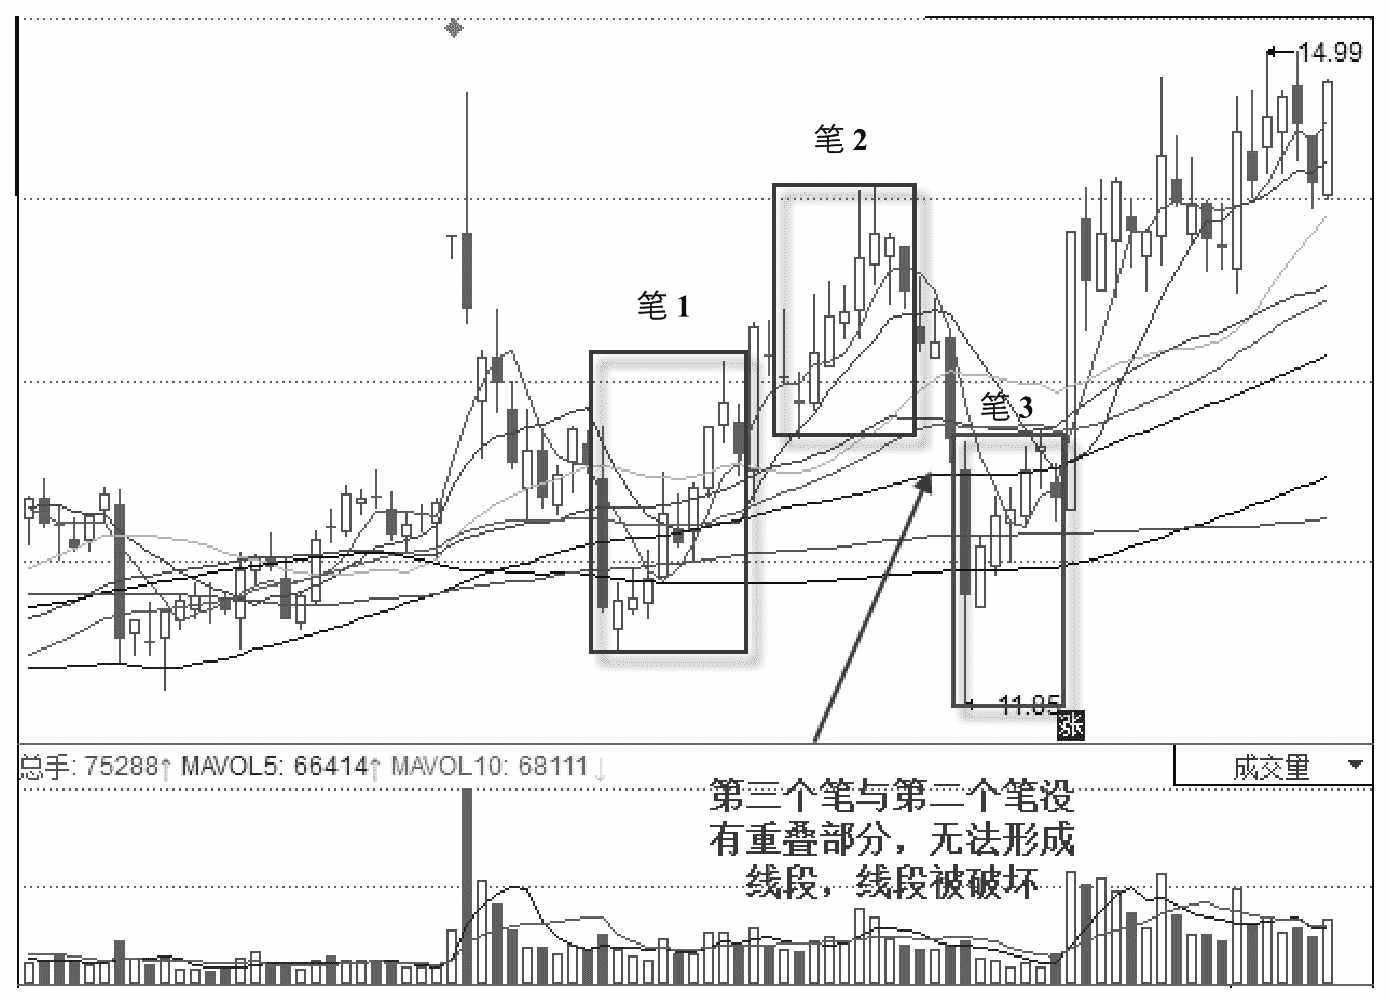 14.99
笔 2
笔 1
笔 3
11.85
涨
总手: 75288↑ MAVOL5: 66414↑ MAVOL10: 68111↓
成交量
第三个笔与第二个笔没
有重叠部分，无法形成
线段，线段被破坏